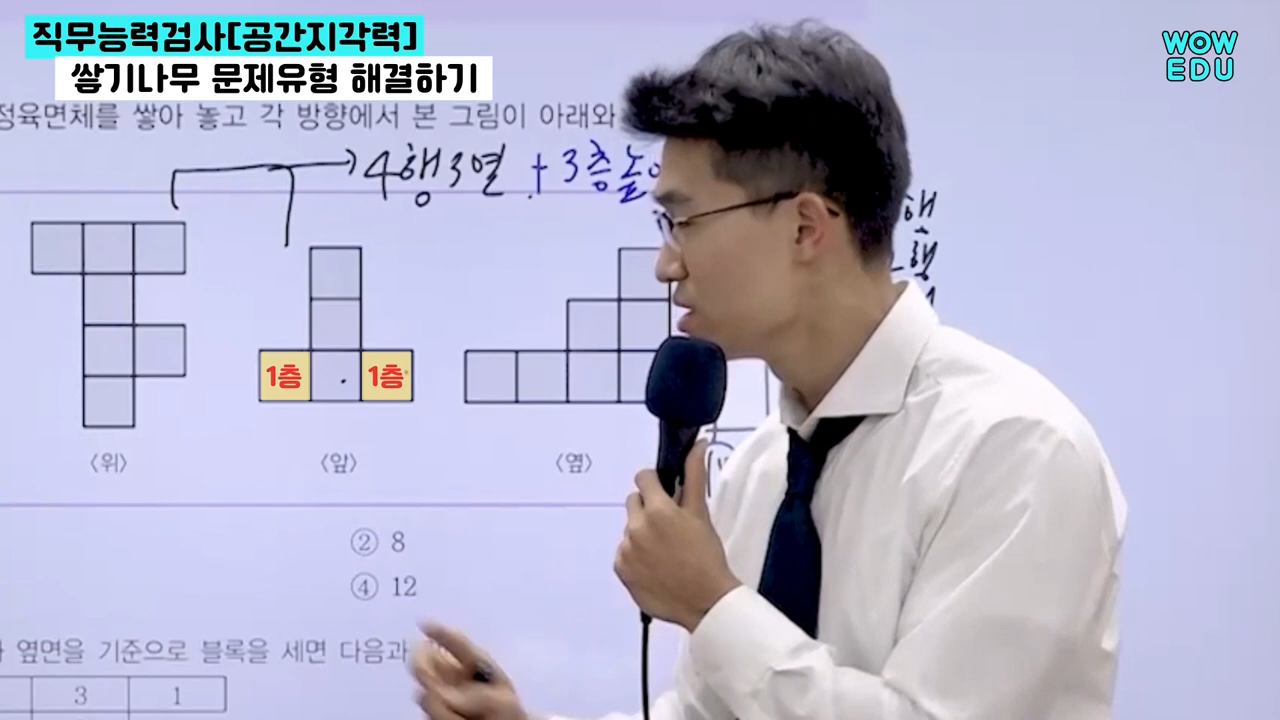 직무능력검사[공간지각력]
쌓기나무 문제유형 해결하기
WOW
EDU
정육면체를 쌓아 놓고 각 방향에서 본 그림이 아래와
4행3열 + 3층높
행
행
1층 1층
〈위〉 〈앞〉 〈옆〉
② 8
④ 12
옆면을 기준으로 블록을 세면 다음과
3 1